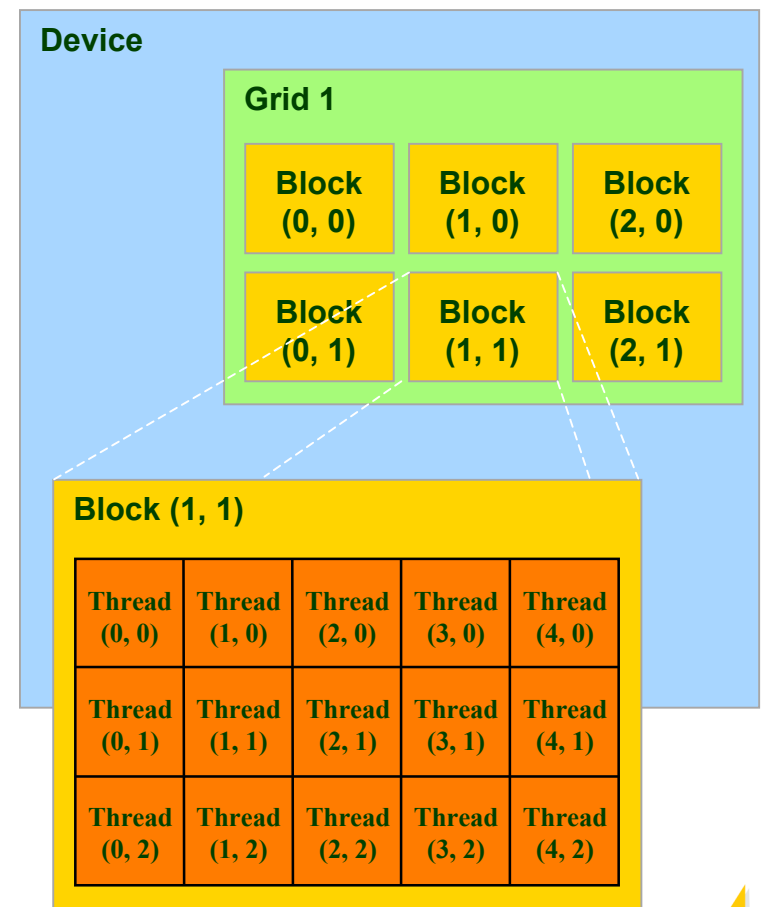 Device
Grid 1
Block Block Block
(0, 0) (1, 0) (2, 0)
Block Block Block
(0, 1) (1, 1) (2, 1)
Block (1, 1)
Thread Thread Thread Thread Thread
(0, 0) (1, 0) (2, 0) (3, 0) (4, 0)
Thread Thread Thread Thread Thread
(0, 1) (1, 1) (2, 1) (3, 1) (4, 1)
Thread Thread Thread Thread Thread
(0, 2) (1, 2) (2, 2) (3, 2) (4, 2)